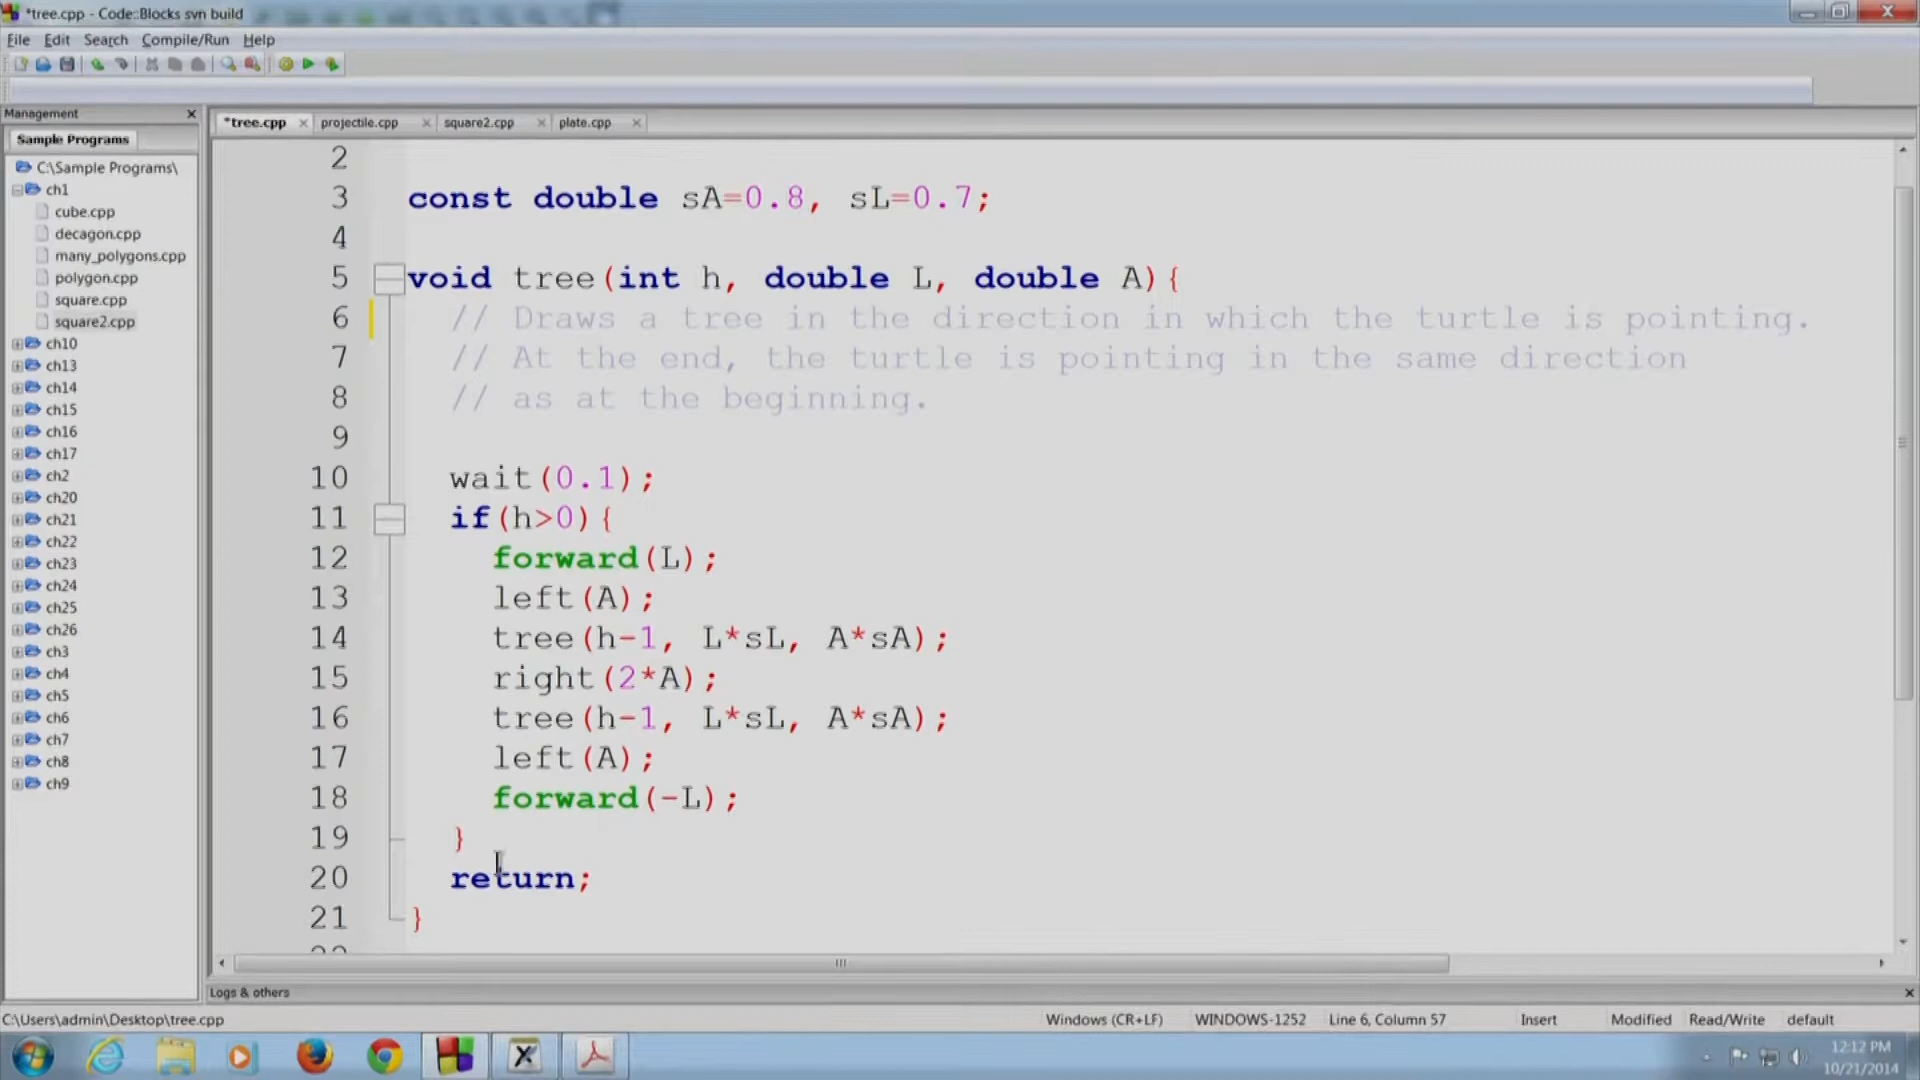 *tree.cpp - Code::Blocks svn build
File Edit Search Compile/Run Help
Management
Sample Programs
C:\Sample Programs\
ch1
cube.cpp
decagon.cpp
many_polygons.cpp
polygon.cpp
square.cpp
square2.cpp
ch10
ch13
ch14
ch15
ch16
ch17
ch2
ch20
ch21
ch22
ch23
ch24
ch25
ch26
ch3
ch4
ch5
ch6
ch7
ch8
ch9
*tree.cpp projectile.cpp square2.cpp plate.cpp
2
3 const double sA=0.8, sL=0.7;
4
5 void tree(int h, double L, double A){
6 // Draws a tree in the direction in which the turtle is pointing.
7 // At the end, the turtle is pointing in the same direction
8 // as at the beginning.
9
10 wait(0.1);
11 if(h>0){
12 forward(L);
13 left(A);
14 tree(h-1, L*sL, A*sA);
15 right(2*A);
16 tree(h-1, L*sL, A*sA);
17 left(A);
18 forward(-L);
19 }
20 return;
21 }
Logs & others
C:\Users\admin\Desktop\tree.cpp Windows (CR+LF) WINDOWS-1252 Line 6, Column 57 Insert Modified Read/Write default
12:12 PM
10/21/2014